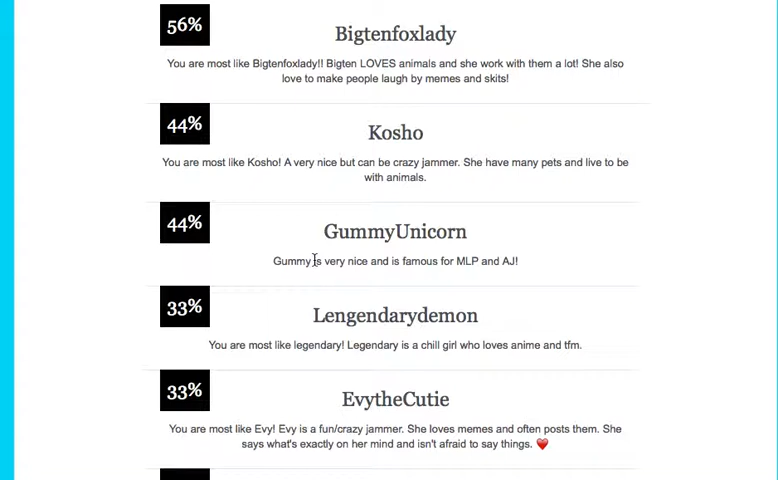 56%
Bigtenfoxlady
You are most like Bigtenfoxlady!! Bigten LOVES animals and she work with them a lot! She also
love to make people laugh by memes and skits!
44%
Kosho
You are most like Kosho! A very nice but can be crazy jammer. She have many pets and live to be
with animals.
44%
GummyUnicorn
Gummy is very nice and is famous for MLP and AJ!
33%
Lengendarydemon
You are most like legendary! Legendary is a chill girl who loves anime and tfm.
33%
EvytheCutie
You are most like Evy! Evy is a fun/crazy jammer. She loves memes and often posts them. She
says what's exactly on her mind and isn't afraid to say things. ❤️